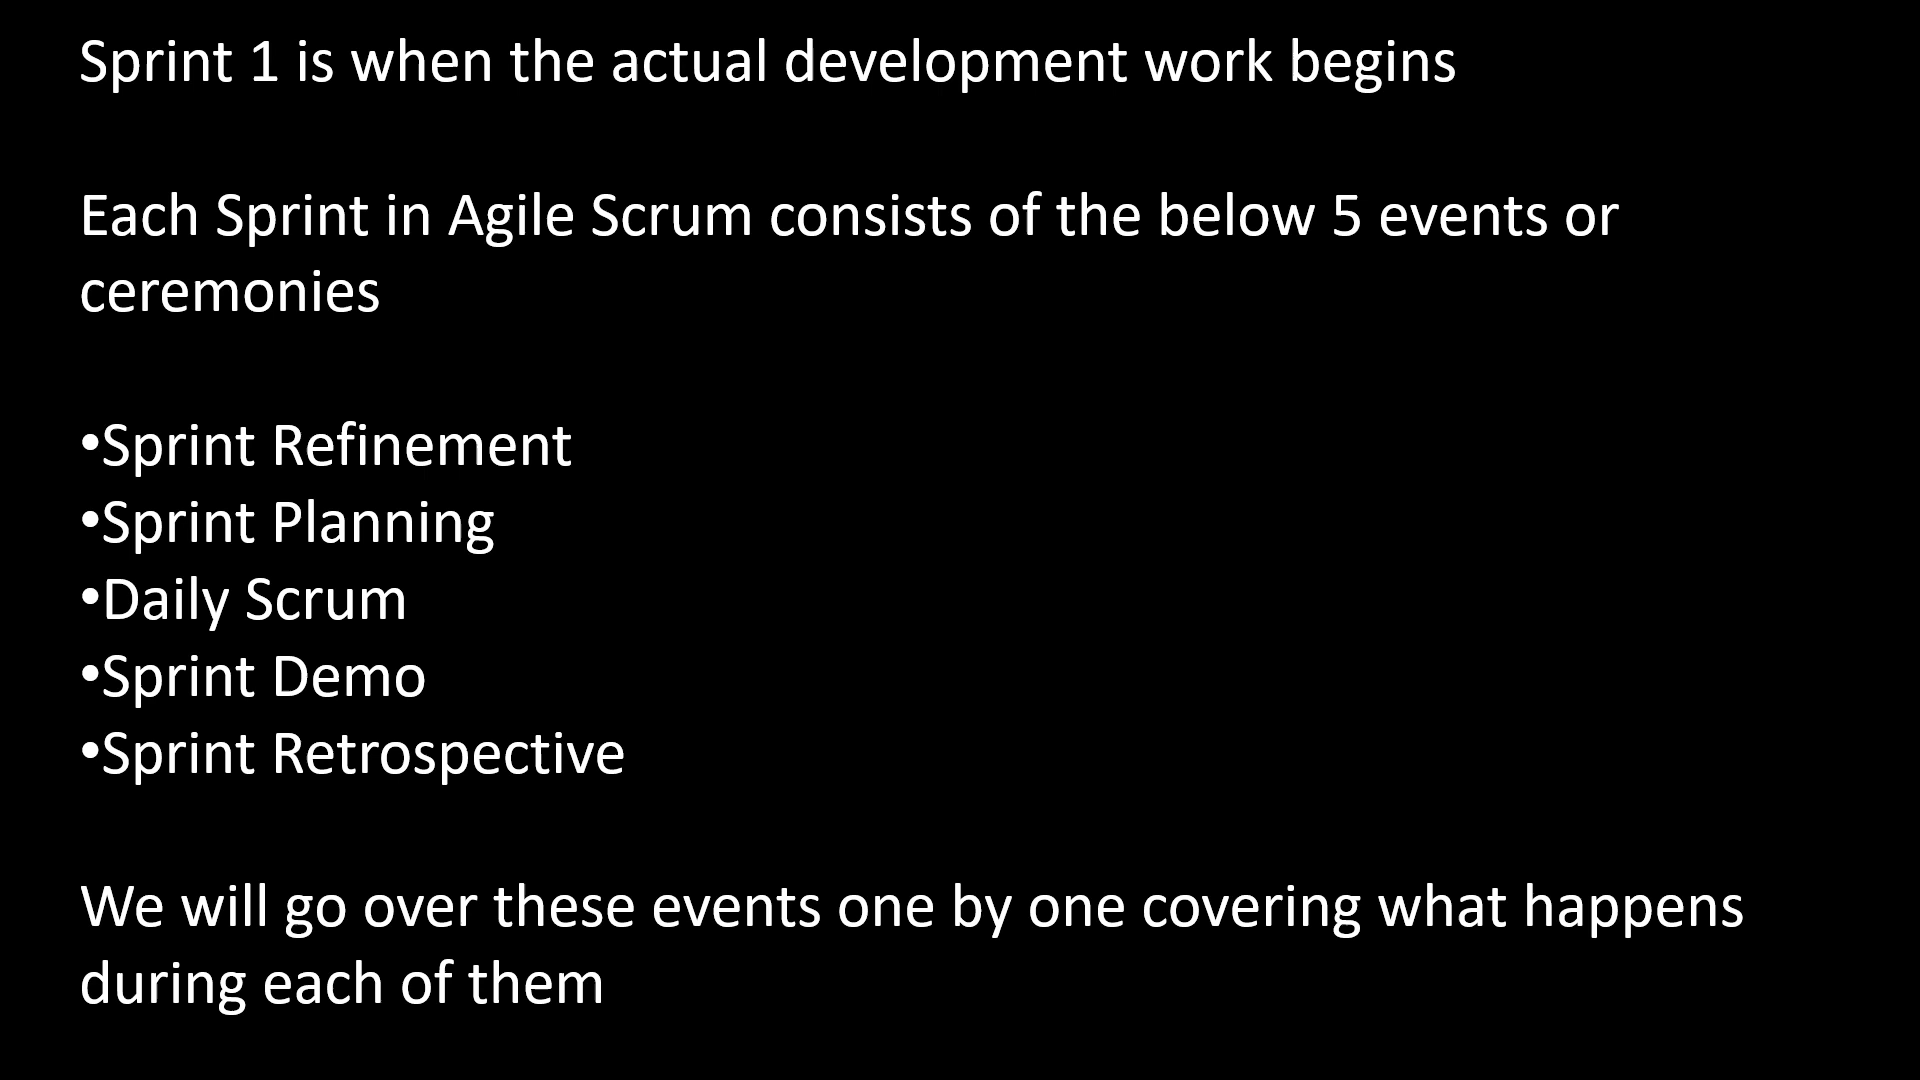 Sprint 1 is when the actual development work begins
Each Sprint in Agile Scrum consists of the below 5 events or
ceremonies
•Sprint Refinement
•Sprint Planning
•Daily Scrum
•Sprint Demo
•Sprint Retrospective
We will go over these events one by one covering what happens
during each of them